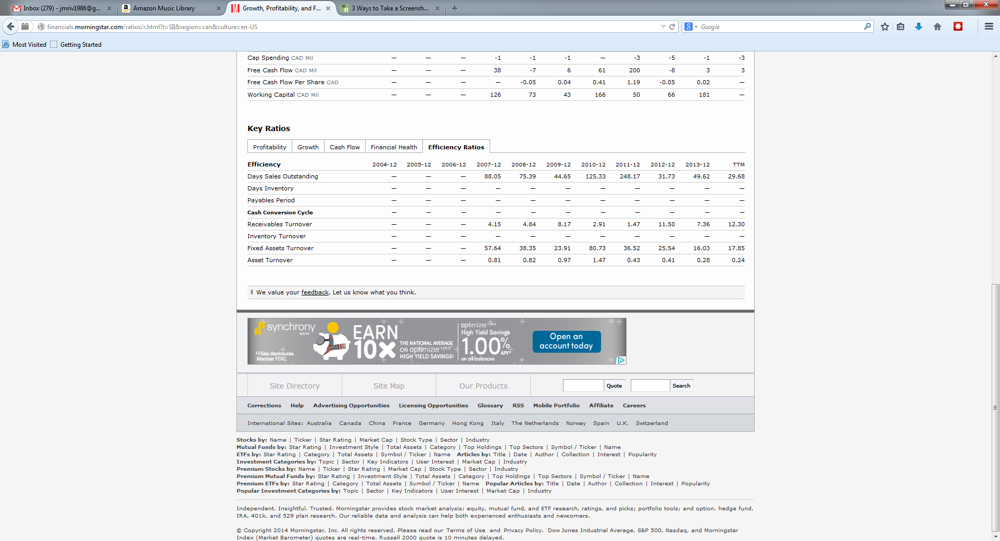 Inbox (279) - jmriv1986@g...
Amazon Music Library
Growth, Profitability, and F...
3 Ways to Take a Screensh...
financials.morningstar.com/ratios/r.html?t=SII&region=can&culture=en-US
Google
Most Visited Getting Started
Cap Spending CAD Mil — — — -1 -1 -1 — -3 -5 -1 -3
Free Cash Flow CAD Mil — — — 38 -7 6 61 200 -8 3 3
Free Cash Flow Per Share CAD — — — — -0.05 0.04 0.41 1.19 -0.05 0.02 —
Working Capital CAD Mil — — — 126 73 43 166 50 66 181 —
Key Ratios
Profitability Growth Cash Flow Financial Health Efficiency Ratios
Efficiency 2004-12 2005-12 2006-12 2007-12 2008-12 2009-12 2010-12 2011-12 2012-12 2013-12 TTM
Days Sales Outstanding — — — 88.05 75.39 44.65 125.33 248.17 31.73 49.62 29.68
Days Inventory — — — — — — — — — — —
Payables Period — — — — — — — — — — —
Cash Conversion Cycle — — — — — — — — — — —
Receivables Turnover — — — 4.15 4.84 8.17 2.91 1.47 11.50 7.36 12.30
Inventory Turnover — — — — — — — — — — —
Fixed Assets Turnover — — — 57.64 38.35 23.91 80.73 36.52 25.54 16.03 17.85
Asset Turnover — — — 0.81 0.82 0.97 1.47 0.43 0.41 0.28 0.24
We value your feedback. Let us know what you think.
synchrony
BANK
1,2See disclosures.
Member FDIC.
EARN
10X
THE NATIONAL AVERAGE
ON optimizer+plus
HIGH YIELD SAVINGS1
optimizer+plus
High Yield Savings
1.00%
APY2
on all balances
Open an
account today
Site Directory Site Map Our Products Quote Search
Corrections Help Advertising Opportunities Licensing Opportunities Glossary RSS Mobile Portfolio Affiliate Careers
International Sites: Australia Canada China France Germany Hong Kong Italy The Netherlands Norway Spain U.K. Switzerland
Stocks by: Name | Ticker | Star Rating | Market Cap | Stock Type | Sector | Industry
Mutual Funds by: Star Rating | Investment Style | Total Assets | Category | Top Holdings | Top Sectors | Symbol / Ticker | Name
ETFs by: Star Rating | Category | Total Assets | Symbol / Ticker | Name Articles by: Title | Date | Author | Collection | Interest | Popularity
Investment Categories by: Topic | Sector | Key Indicators | User Interest | Market Cap | Industry
Premium Stocks by: Name | Ticker | Star Rating | Market Cap | Stock Type | Sector | Industry
Premium Mutual Funds by: Star Rating | Investment Style | Total Assets | Category | Top Holdings | Top Sectors | Symbol / Ticker | Name
Premium ETFs by: Star Rating | Category | Total Assets | Symbol / Ticker | Name Popular Articles by: Title | Date | Author | Collection | Interest | Popularity
Popular Investment Categories by: Topic | Sector | Key Indicators | User Interest | Market Cap | Industry
Independent. Insightful. Trusted. Morningstar provides stock market analysis; equity, mutual fund, and ETF research, ratings, and picks; portfolio tools; and option, hedge fund,
IRA, 401k, and 529 plan research. Our reliable data and analysis can help both experienced enthusiasts and newcomers.
© Copyright 2014 Morningstar, Inc. All rights reserved. Please read our Terms of Use and Privacy Policy. Dow Jones Industrial Average, S&P 500, Nasdaq, and Morningstar
Index (Market Barometer) quotes are real-time. Russell 2000 quote is 10 minutes delayed.